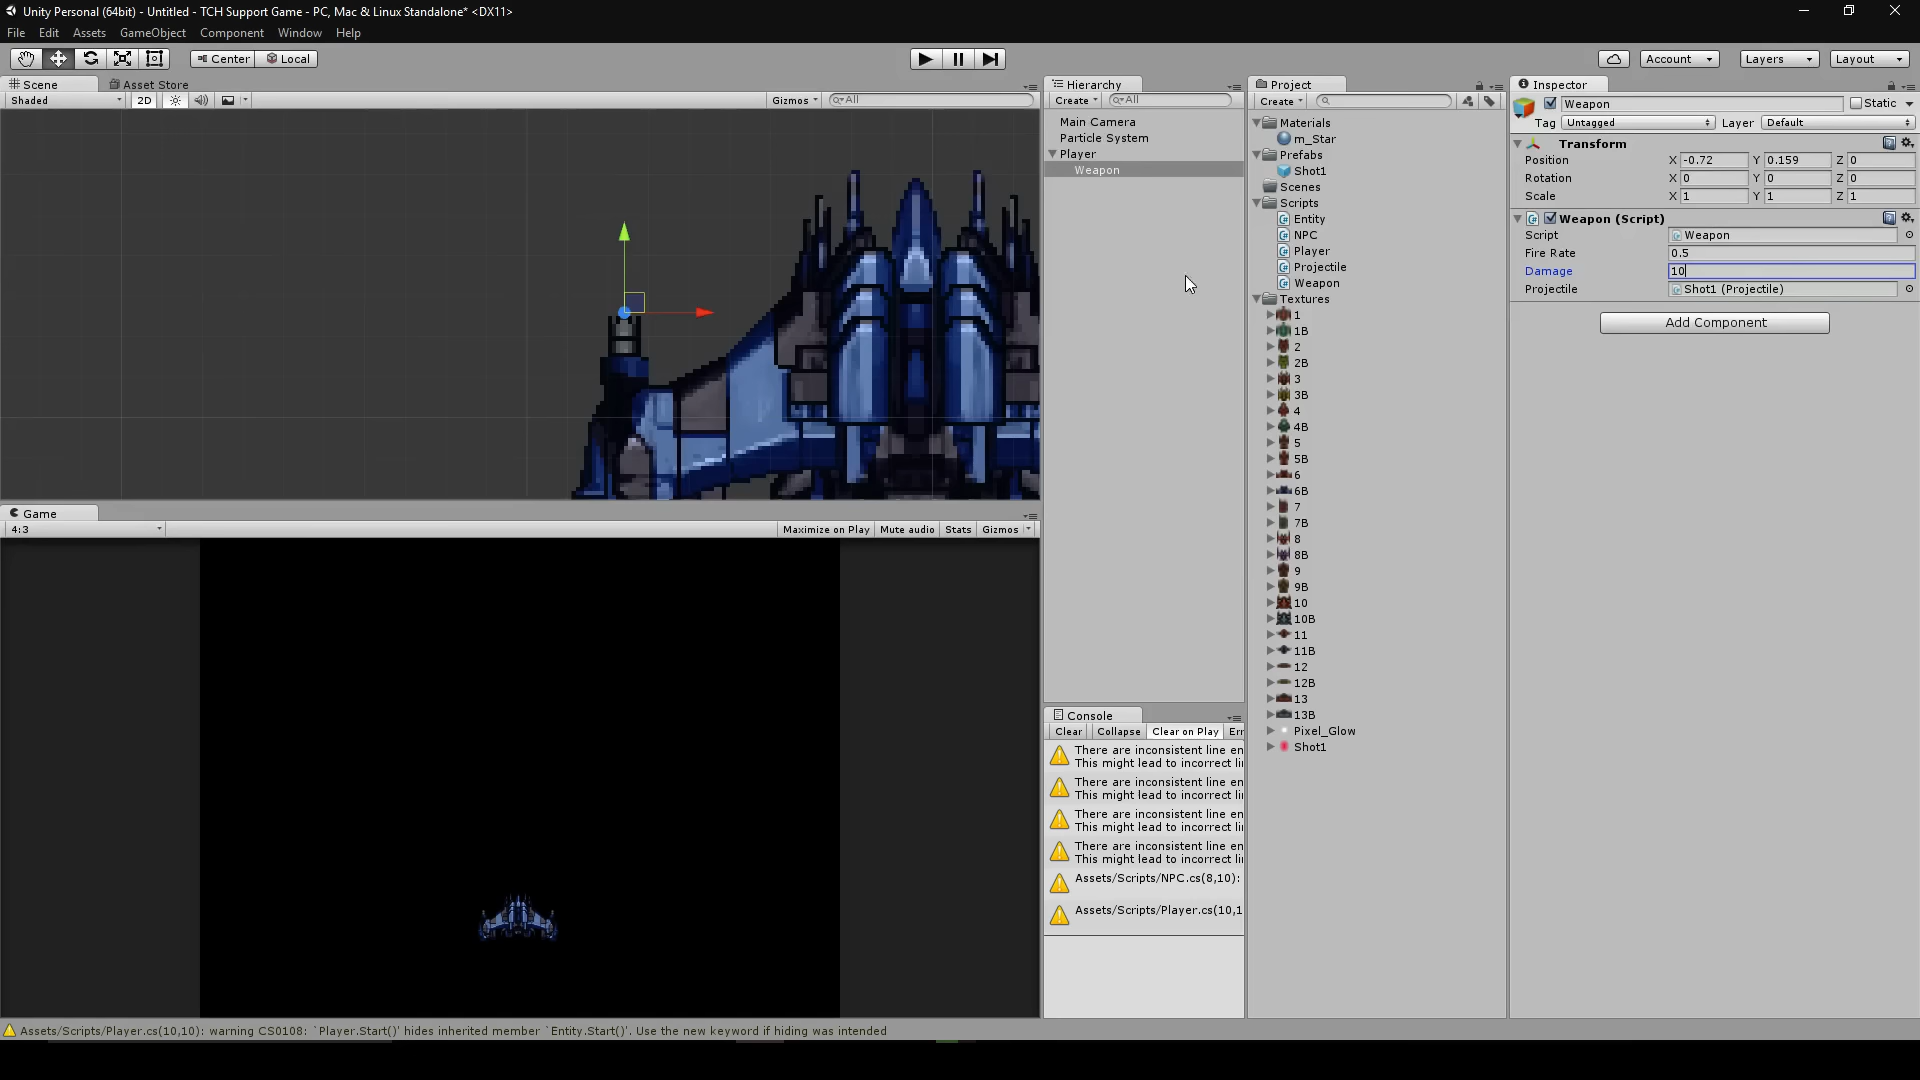 Unity Personal (64bit) - Untitled - TCH Support Game - PC, Mac & Linux Standalone* <DX11>
File Edit Assets GameObject Component Window Help
Center Local Account Layers Layout
Scene Asset Store Hierarchy Project Inspector
Shaded 2D Gizmos All Create All Create Weapon Static
Tag Untagged Layer Default
Main Camera
Particle System
Player
Weapon
Materials
m_Star
Prefabs
Shot1
Scenes
Scripts
Entity
NPC
Player
Projectile
Weapon
Textures
1
1B
2
2B
3
3B
4
4B
5
5B
6
6B
7
7B
8
8B
9
9B
10
10B
11
11B
12
12B
13
13B
Pixel_Glow
Shot1
Transform
Position X -0.72 Y 0.159 Z 0
Rotation X 0 Y 0 Z 0
Scale X 1 Y 1 Z 1
Weapon (Script)
Script Weapon
Fire Rate 0.5
Damage 10
Projectile Shot1 (Projectile)
Add Component
Game
4:3 Maximize on Play Mute audio Stats Gizmos
Console
Clear Collapse Clear on Play
There are inconsistent line en
This might lead to incorrect li
There are inconsistent line en
This might lead to incorrect li
There are inconsistent line en
This might lead to incorrect li
There are inconsistent line en
This might lead to incorrect li
Assets/Scripts/NPC.cs(8,10):
Assets/Scripts/Player.cs(10,1
Assets/Scripts/Player.cs(10,10): warning CS0108: `Player.Start()' hides inherited member `Entity.Start()'. Use the new keyword if hiding was intended